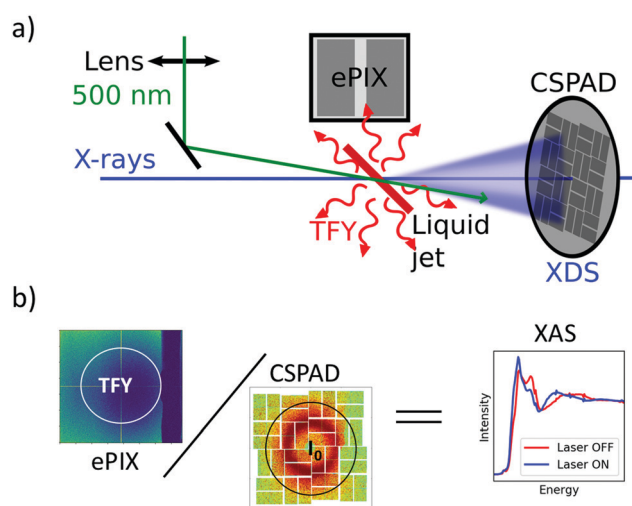 a)
Lens
500 nm
X-rays
ePIX
CSPAD
TFY
Liquid
jet
XDS
b)
TFY
ePIX
CSPAD
I0
XAS
Intensity
Laser OFF
Laser ON
Energy